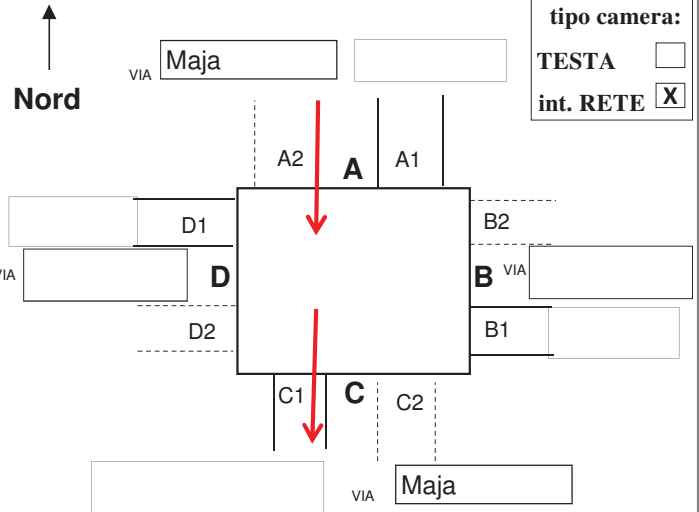 tipo camera:
TESTA
int. RETE X
Nord
VIA Maja
A2 A A1
D1 B2
VIA D B VIA
D2 B1
C1 C C2
VIA Maja